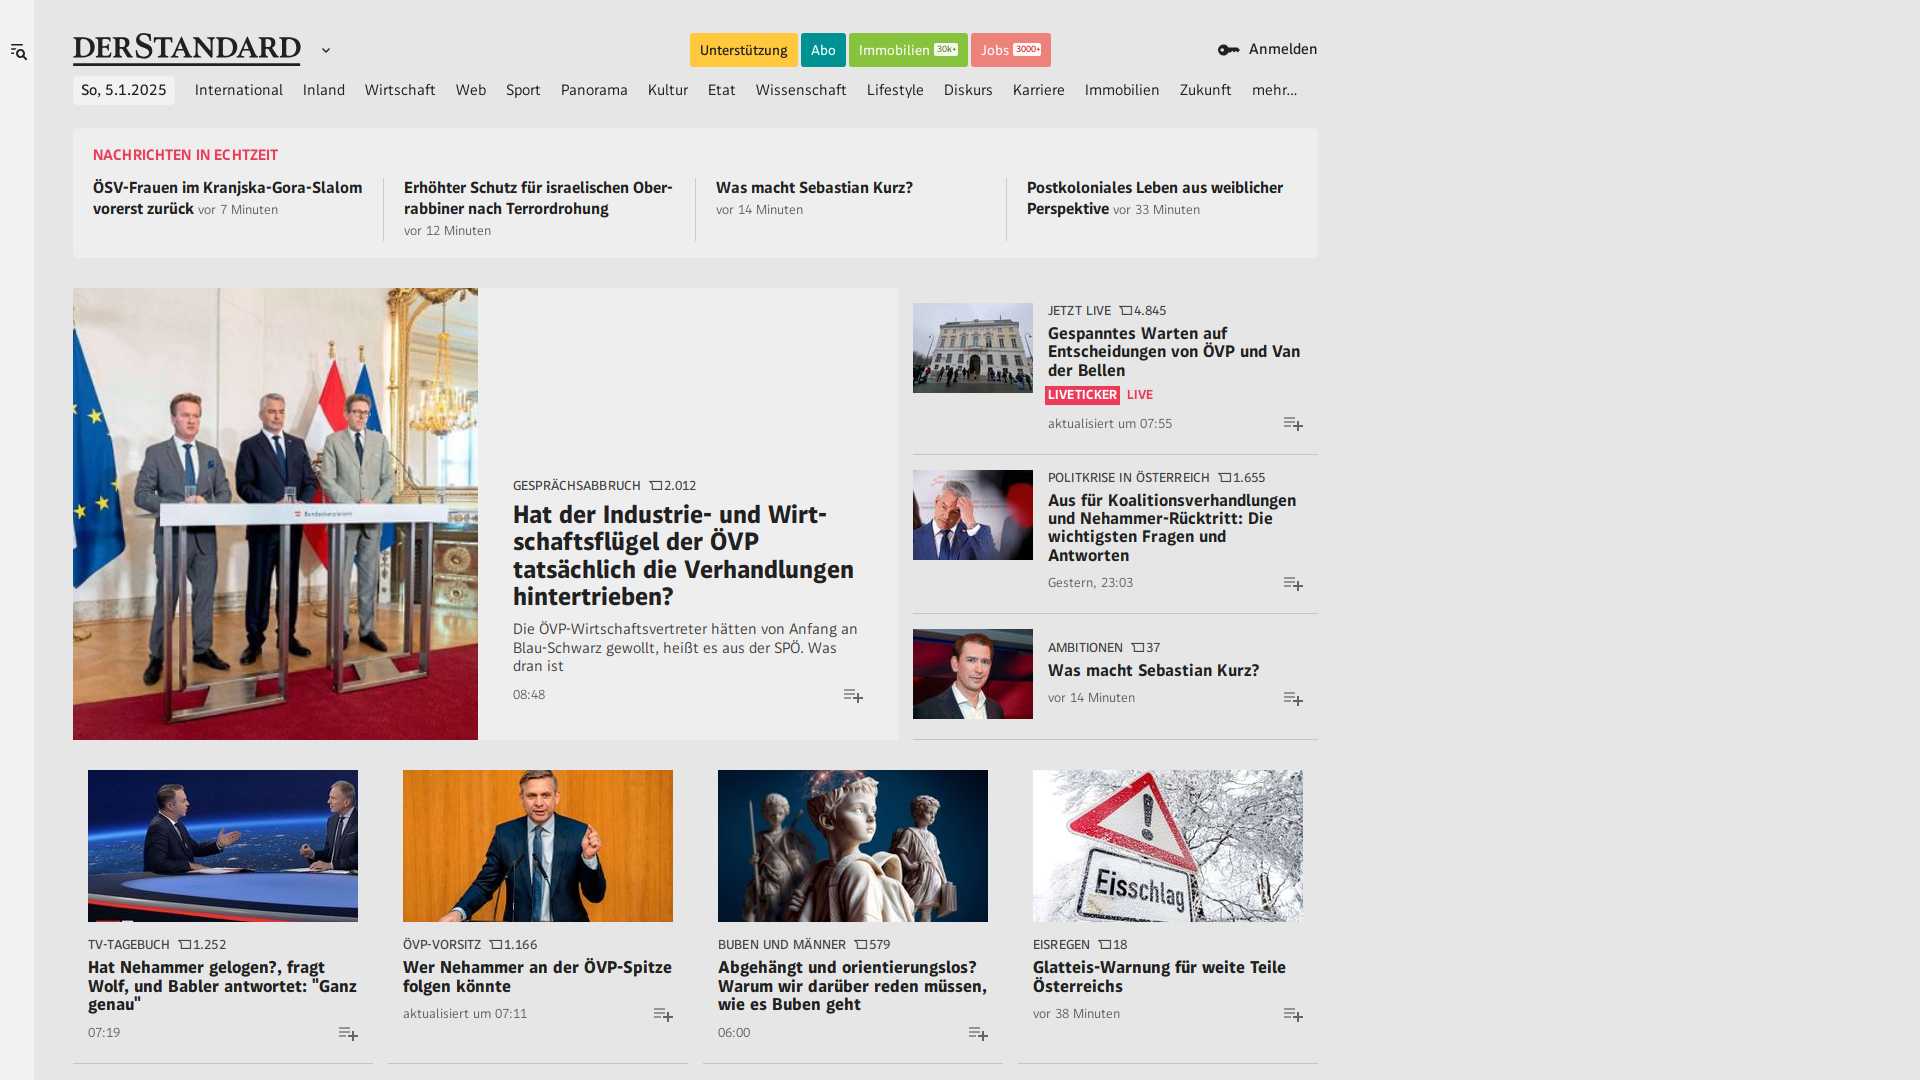 DERSTANDARD
Unterstützung
Abo
Immobilien 30k+
Jobs 3000+
Anmelden
So, 5.1.2025
International
Inland
Wirtschaft
Web
Sport
Panorama
Kultur
Etat
Wissenschaft
Lifestyle
Diskurs
Karriere
Immobilien
Zukunft
mehr…
NACHRICHTEN IN ECHTZEIT
ÖSV-Frauen im Kranjska-Gora-Slalom
vorerst zurück vor 7 Minuten
Erhöhter Schutz für israelischen Ober-
rabbiner nach Terrordrohung
vor 12 Minuten
Was macht Sebastian Kurz?
vor 14 Minuten
Postkoloniales Leben aus weiblicher
Perspektive vor 33 Minuten
Bundeskanzleramt
GESPRÄCHSABBRUCH 2.012
Hat der Industrie- und Wirt-
schaftsflügel der ÖVP
tatsächlich die Verhandlungen
hintertrieben?
Die ÖVP-Wirtschaftsvertreter hätten von Anfang an
Blau-Schwarz gewollt, heißt es aus der SPÖ. Was
dran ist
08:48
JETZT LIVE 4.845
Gespanntes Warten auf
Entscheidungen von ÖVP und Van
der Bellen
LIVETICKER LIVE
aktualisiert um 07:55
POLITKRISE IN ÖSTERREICH 1.655
Aus für Koalitionsverhandlungen
und Nehammer-Rücktritt: Die
wichtigsten Fragen und
Antworten
Gestern, 23:03
AMBITIONEN 37
Was macht Sebastian Kurz?
vor 14 Minuten
TV-TAGEBUCH 1.252
Hat Nehammer gelogen?, fragt
Wolf, und Babler antwortet: "Ganz
genau"
07:19
ÖVP-VORSITZ 1.166
Wer Nehammer an der ÖVP-Spitze
folgen könnte
aktualisiert um 07:11
BUBEN UND MÄNNER 579
Abgehängt und orientierungslos?
Warum wir darüber reden müssen,
wie es Buben geht
06:00
Eisschlag
EISREGEN 18
Glatteis-Warnung für weite Teile
Österreichs
vor 38 Minuten